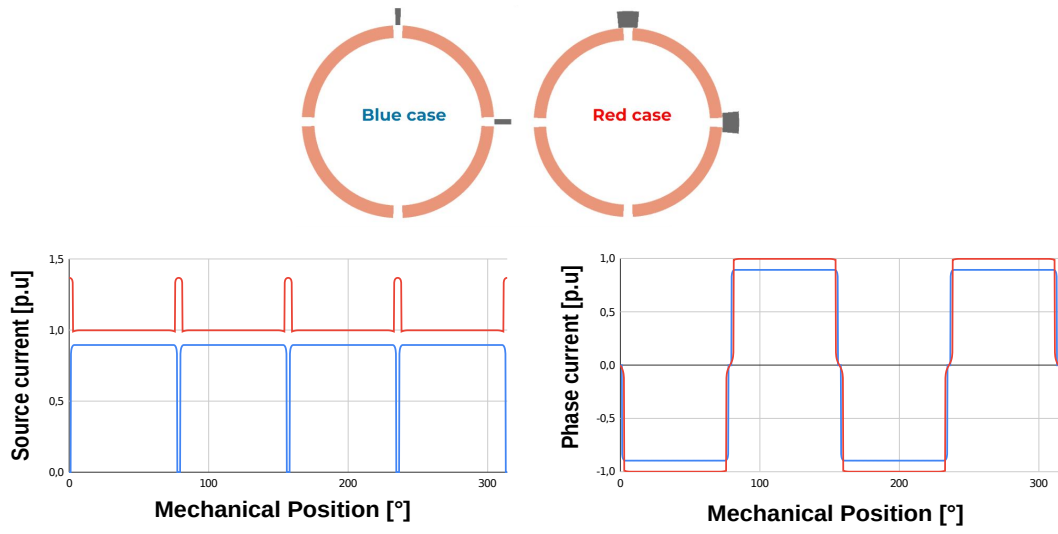 Blue case
Red case
Source current [p.u]
1,5
1,0
0,5
0,0
0
100
200
300
Mechanical Position [°]
Phase current [p.u]
1,0
0,5
0,0
-0,5
-1,0
0
100
200
300
Mechanical Position [°]